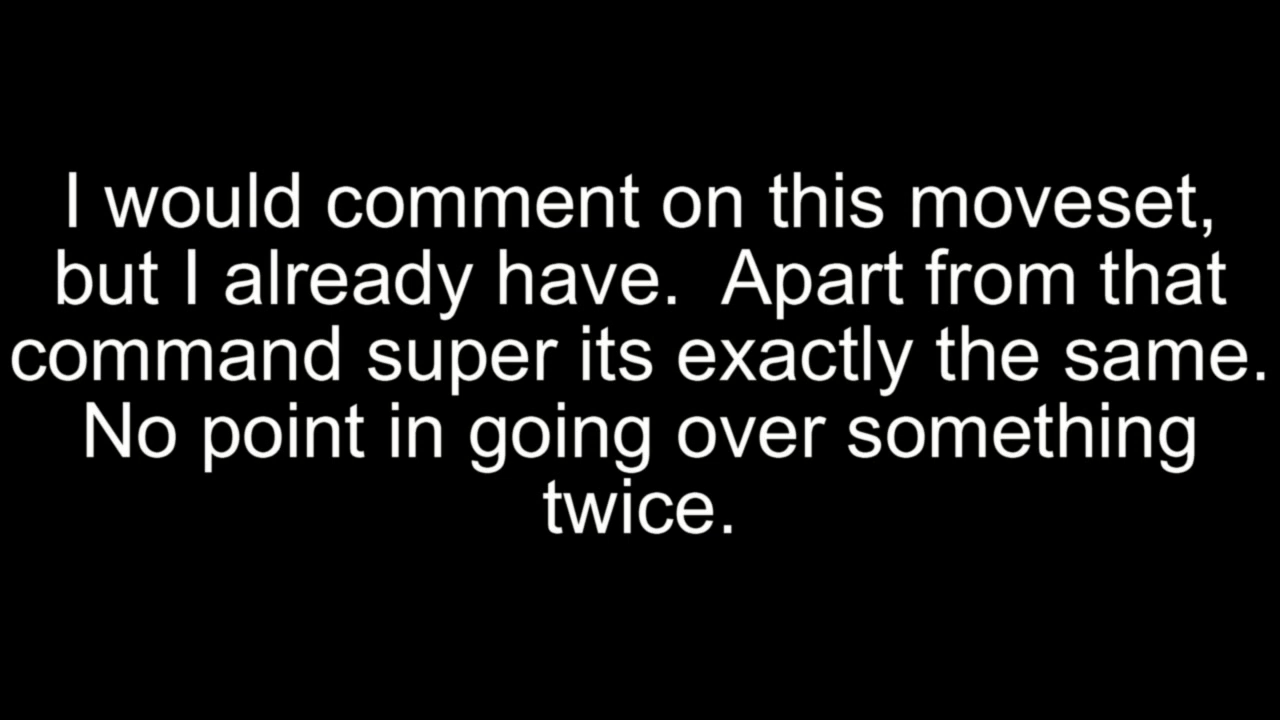 I would comment on this moveset,
but I already have.  Apart from that
command super its exactly the same.
No point in going over something
twice.